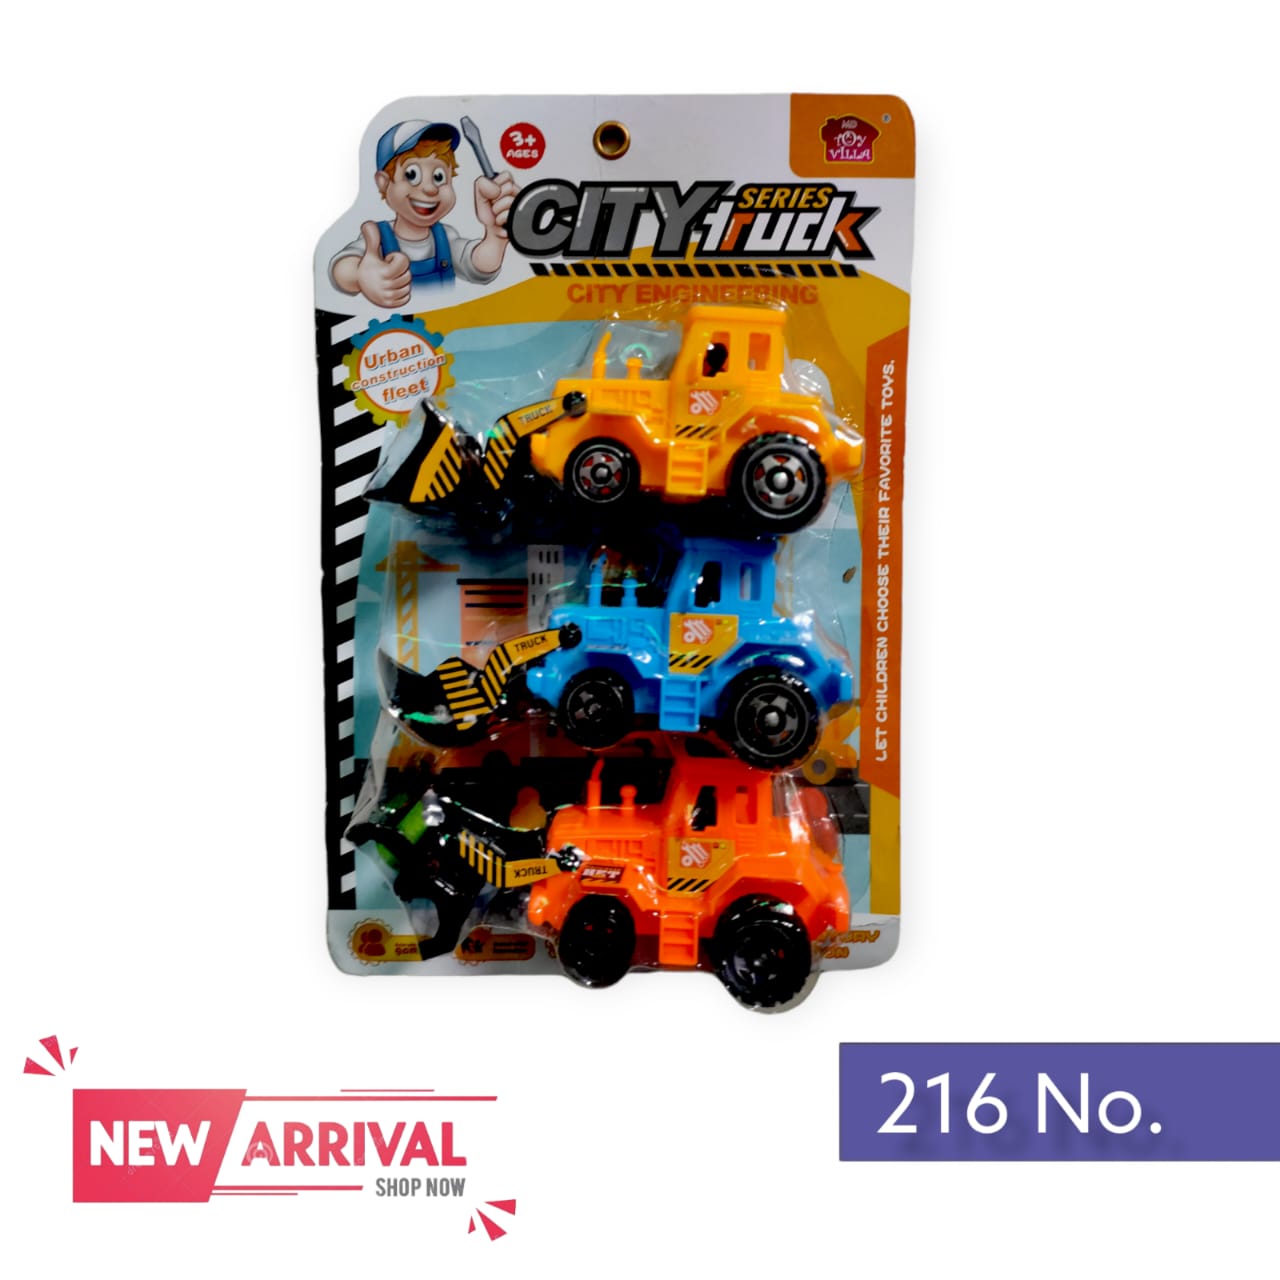 3+
AGES
MD
TOY
VILLA
CITY
SERIES
truck
CITY ENGINEERING
Urban
construction
fleet
LET CHILDREN CHOOSE THEIR FAVORITE TOYS.
TRUCK
TRUCK
TRUCK
NEW ARRIVAL
SHOP NOW
216 No.